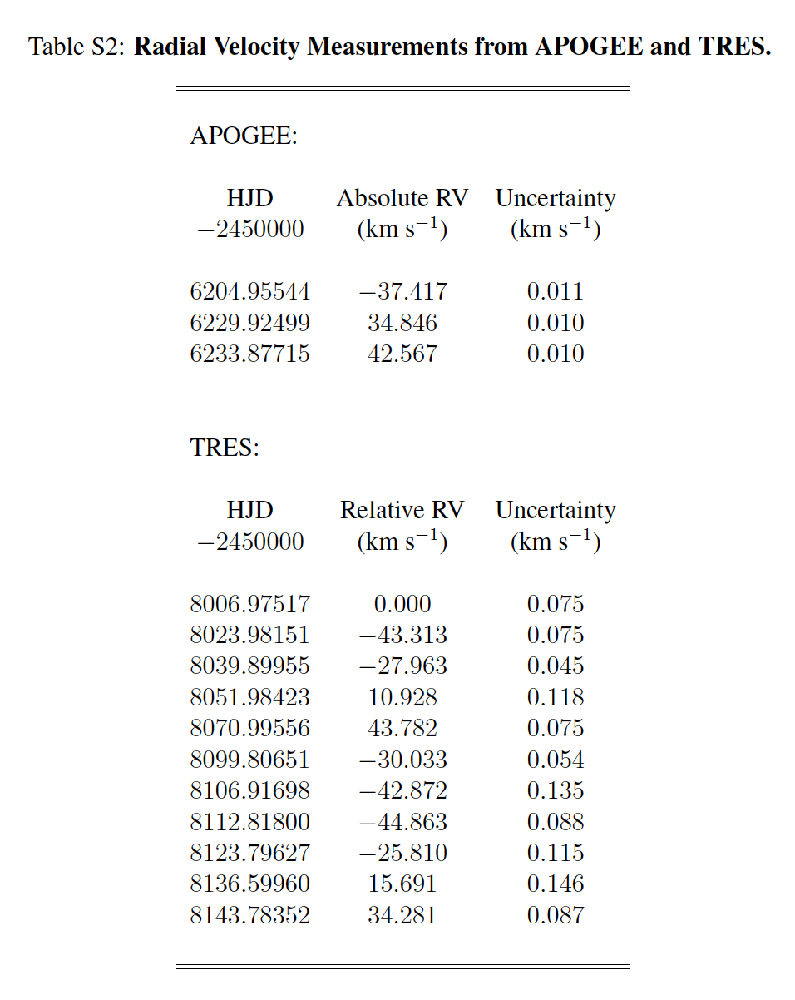 Table S2: Radial Velocity Measurements from APOGEE and TRES.
APOGEE:
HJD Absolute RV Uncertainty
−2450000 (km s⁻¹) (km s⁻¹)
6204.95544 −37.417 0.011
6229.92499 34.846 0.010
6233.87715 42.567 0.010
TRES:
HJD Relative RV Uncertainty
−2450000 (km s⁻¹) (km s⁻¹)
8006.97517 0.000 0.075
8023.98151 −43.313 0.075
8039.89955 −27.963 0.045
8051.98423 10.928 0.118
8070.99556 43.782 0.075
8099.80651 −30.033 0.054
8106.91698 −42.872 0.135
8112.81800 −44.863 0.088
8123.79627 −25.810 0.115
8136.59960 15.691 0.146
8143.78352 34.281 0.087